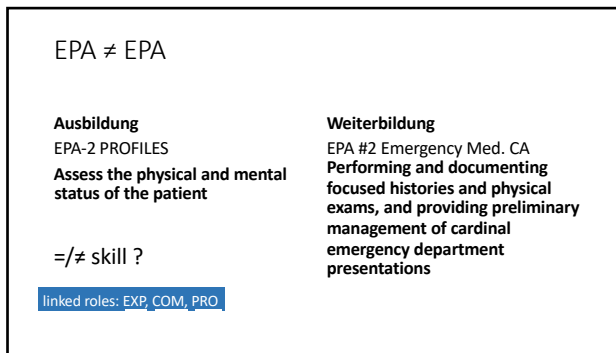 EPA ≠ EPA
Ausbildung
EPA-2 PROFILES
Assess the physical and mental
status of the patient
=/≠ skill ?
linked roles: EXP, COM, PRO
Weiterbildung
EPA #2 Emergency Med. CA
Performing and documenting
focused histories and physical
exams, and providing preliminary
management of cardinal
emergency department
presentations